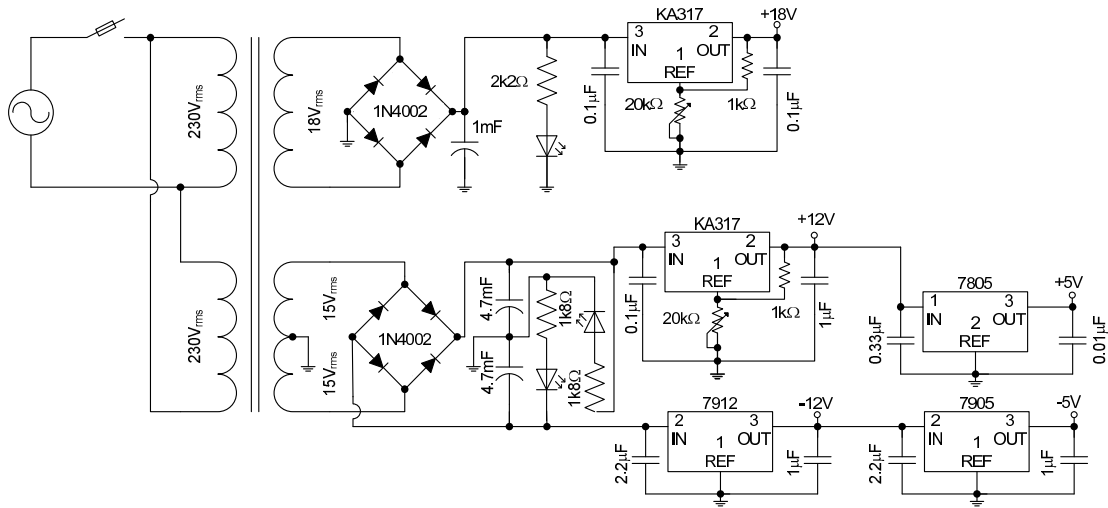 KA317
+18V
3
2
IN
1
OUT
REF
230Vrms
18Vrms
1N4002
1mF
2k2Ω
0.1µF
20kΩ
1kΩ
0.1µF
KA317
+12V
3
2
IN
1
OUT
REF
7805
+5V
1
3
IN
2
OUT
REF
230Vrms
15Vrms
15Vrms
1N4002
4.7mF
4.7mF
1k8Ω
1k8Ω
0.1µF
20kΩ
1kΩ
1µF
0.33µF
0.01µF
7912
-12V
2
3
IN
1
OUT
REF
7905
-5V
2
3
IN
1
OUT
REF
2.2µF
1µF
2.2µF
1µF